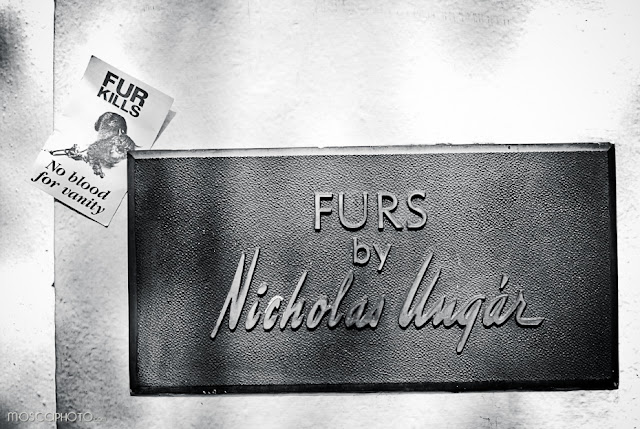 FUR
KILLS
No blood
for vanity
FURS
by
Nicholas Ungár
MOSCAPHOTO